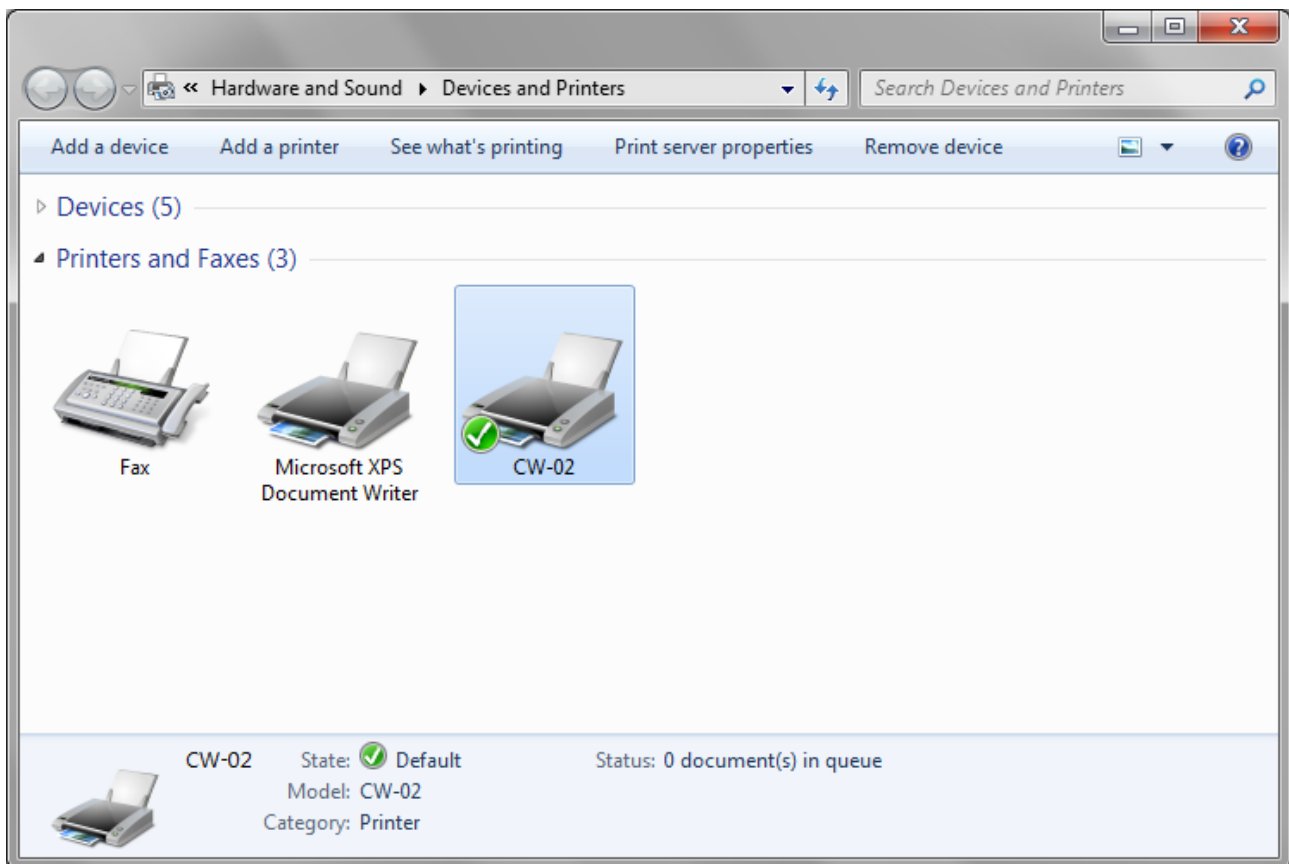 « Hardware and Sound ▸ Devices and Printers Search Devices and Printers
Add a device Add a printer See what's printing Print server properties Remove device
Devices (5)
Printers and Faxes (3)
Fax
Microsoft XPS
Document Writer
CW-02
CW-02 State: Default Status: 0 document(s) in queue
Model: CW-02
Category: Printer